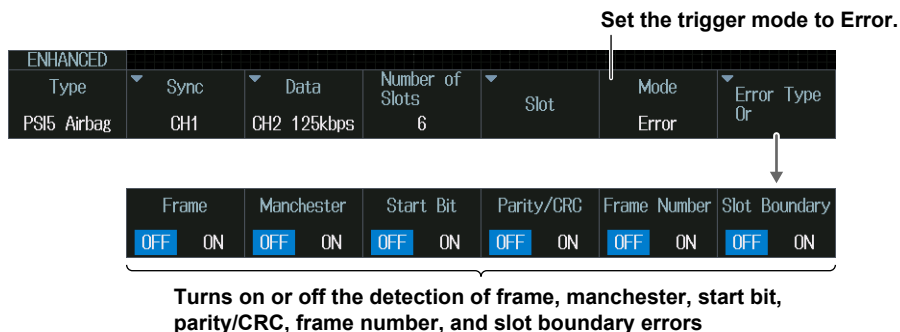 Set the trigger mode to Error.
ENHANCED
Type
PSI5 Airbag
Sync
CH1
Data
CH2 125kbps
Number of
Slots
6
Slot
Mode
Error
Error Type
Or
Frame
OFF ON
Manchester
OFF ON
Start Bit
OFF ON
Parity/CRC
OFF ON
Frame Number
OFF ON
Slot Boundary
OFF ON
Turns on or off the detection of frame, manchester, start bit,
parity/CRC, frame number, and slot boundary errors